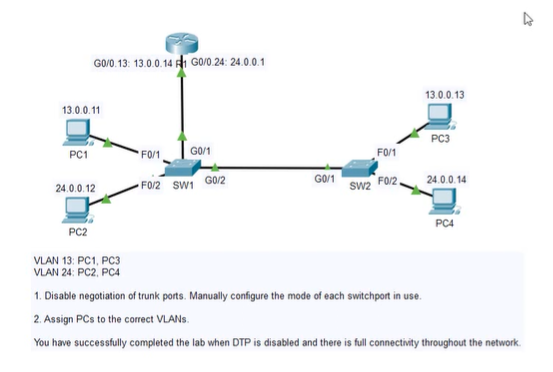 G0/0.13: 13.0.0.14 R1 G0/0.24: 24.0.0.1
13.0.0.13
13.0.0.11
PC3
F0/1 G0/1 F0/1
PC1
G0/2 G0/1 F0/2 24.0.0.14
24.0.0.12 F0/2 SW1 SW2
PC4
PC2
VLAN 13: PC1, PC3
VLAN 24: PC2, PC4
1. Disable negotiation of trunk ports. Manually configure the mode of each switchport in use.
2. Assign PCs to the correct VLANs.
You have successfully completed the lab when DTP is disabled and there is full connectivity throughout the network.